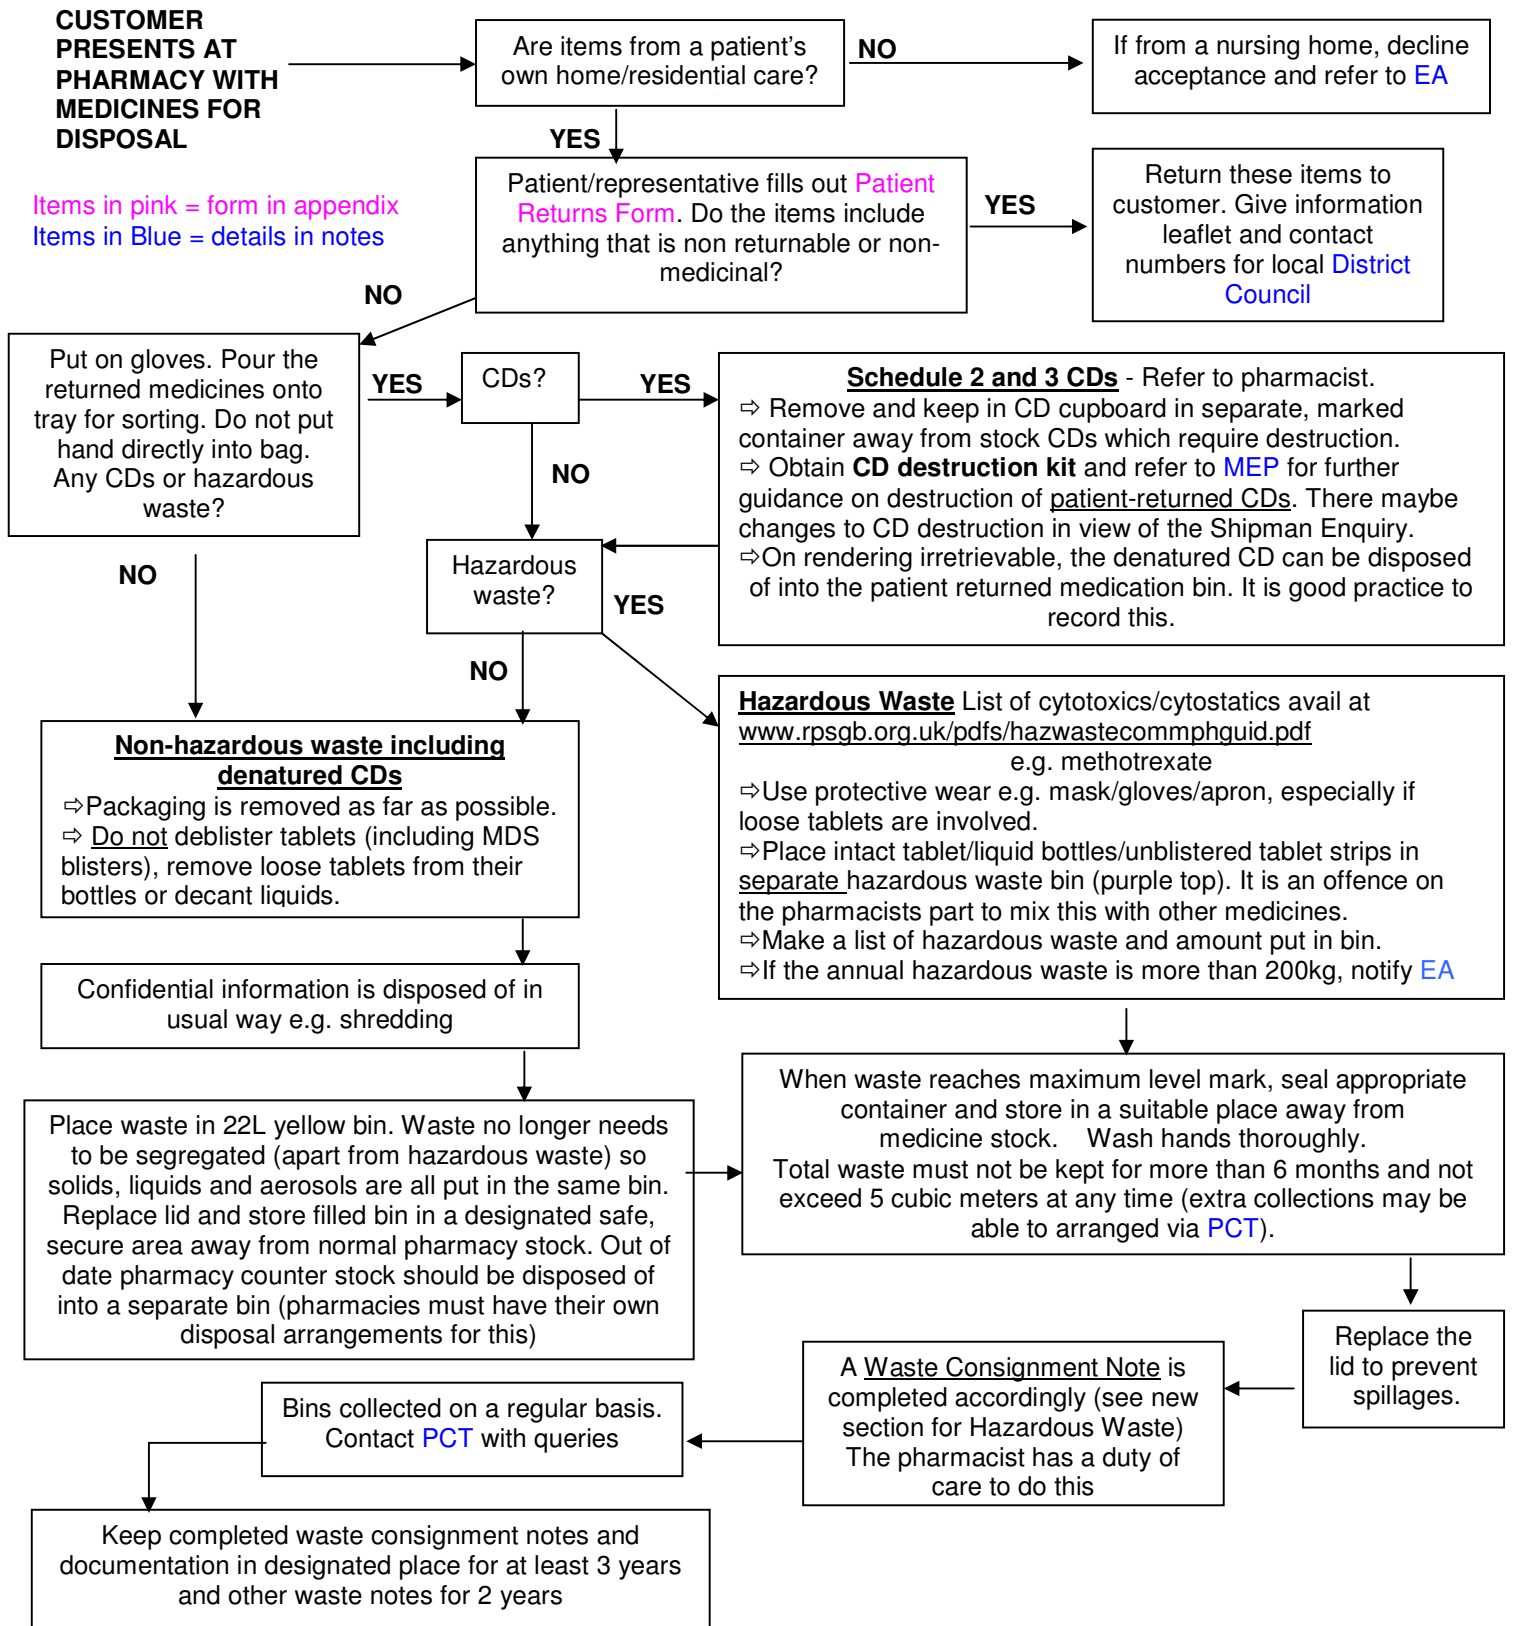 CUSTOMER
PRESENTS AT
PHARMACY WITH
MEDICINES FOR
DISPOSAL
Are items from a patient's
own home/residential care?
NO
If from a nursing home, decline
acceptance and refer to EA
YES
Items in pink = form in appendix
Items in Blue = details in notes
Patient/representative fills out Patient
Returns Form. Do the items include
anything that is non returnable or non-
medicinal?
YES
Return these items to
customer. Give information
leaflet and contact
numbers for local District
Council
NO
Put on gloves. Pour the
returned medicines onto
tray for sorting. Do not put
hand directly into bag.
Any CDs or hazardous
waste?
YES
CDs?
YES
Schedule 2 and 3 CDs - Refer to pharmacist.
⇨ Remove and keep in CD cupboard in separate, marked
container away from stock CDs which require destruction.
⇨ Obtain CD destruction kit and refer to MEP for further
guidance on destruction of patient-returned CDs. There maybe
changes to CD destruction in view of the Shipman Enquiry.
⇨On rendering irretrievable, the denatured CD can be disposed
of into the patient returned medication bin. It is good practice to
record this.
NO
NO
Hazardous
waste?
YES
NO
Hazardous Waste List of cytotoxics/cytostatics avail at
www.rpsgb.org.uk/pdfs/hazwastecommphguid.pdf
e.g. methotrexate
⇨Use protective wear e.g. mask/gloves/apron, especially if
loose tablets are involved.
⇨Place intact tablet/liquid bottles/unblistered tablet strips in
separate hazardous waste bin (purple top). It is an offence on
the pharmacists part to mix this with other medicines.
⇨Make a list of hazardous waste and amount put in bin.
⇨If the annual hazardous waste is more than 200kg, notify EA
Non-hazardous waste including
denatured CDs
⇨Packaging is removed as far as possible.
⇨ Do not deblister tablets (including MDS
blisters), remove loose tablets from their
bottles or decant liquids.
Confidential information is disposed of in
usual way e.g. shredding
Place waste in 22L yellow bin. Waste no longer needs
to be segregated (apart from hazardous waste) so
solids, liquids and aerosols are all put in the same bin.
Replace lid and store filled bin in a designated safe,
secure area away from normal pharmacy stock. Out of
date pharmacy counter stock should be disposed of
into a separate bin (pharmacies must have their own
disposal arrangements for this)
When waste reaches maximum level mark, seal appropriate
container and store in a suitable place away from
medicine stock. Wash hands thoroughly.
Total waste must not be kept for more than 6 months and not
exceed 5 cubic meters at any time (extra collections may be
able to arranged via PCT).
Replace the
lid to prevent
spillages.
A Waste Consignment Note is
completed accordingly (see new
section for Hazardous Waste)
The pharmacist has a duty of
care to do this
Bins collected on a regular basis.
Contact PCT with queries
Keep completed waste consignment notes and
documentation in designated place for at least 3 years
and other waste notes for 2 years